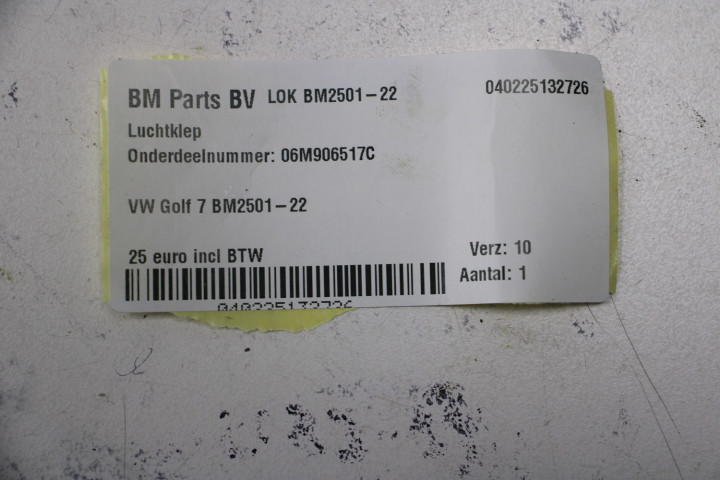 BM Parts BV LOK BM2501-22 040225132726
Luchtklep
Onderdeelnummer: 06M906517C
VW Golf 7 BM2501-22
25 euro incl BTW Verz: 10
Aantal: 1
040225132726